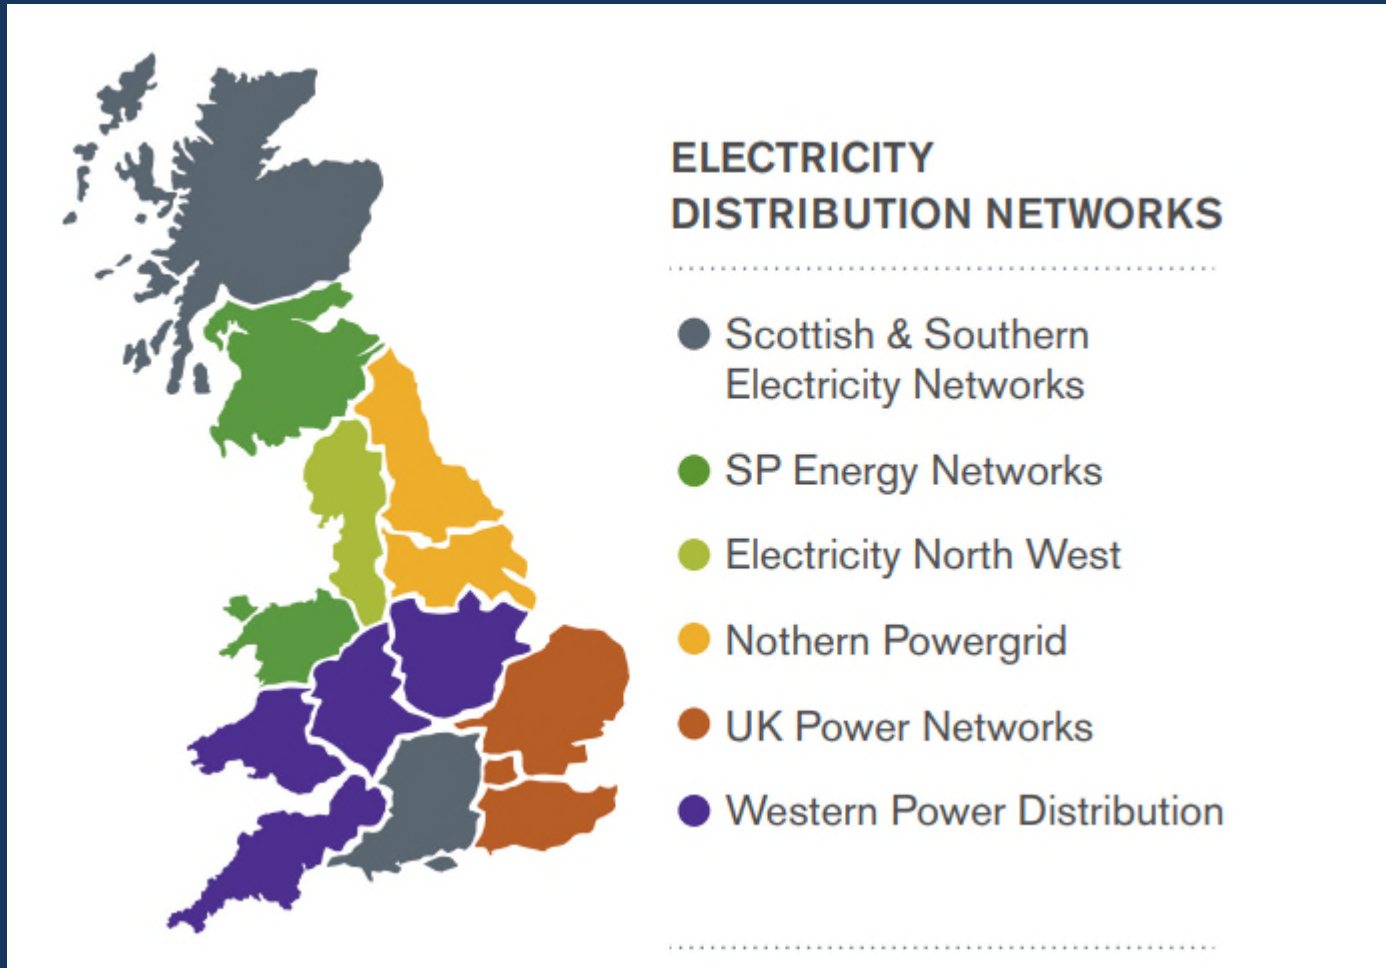 ELECTRICITY
DISTRIBUTION NETWORKS
Scottish & Southern
Electricity Networks
SP Energy Networks
Electricity North West
Nothern Powergrid
UK Power Networks
Western Power Distribution